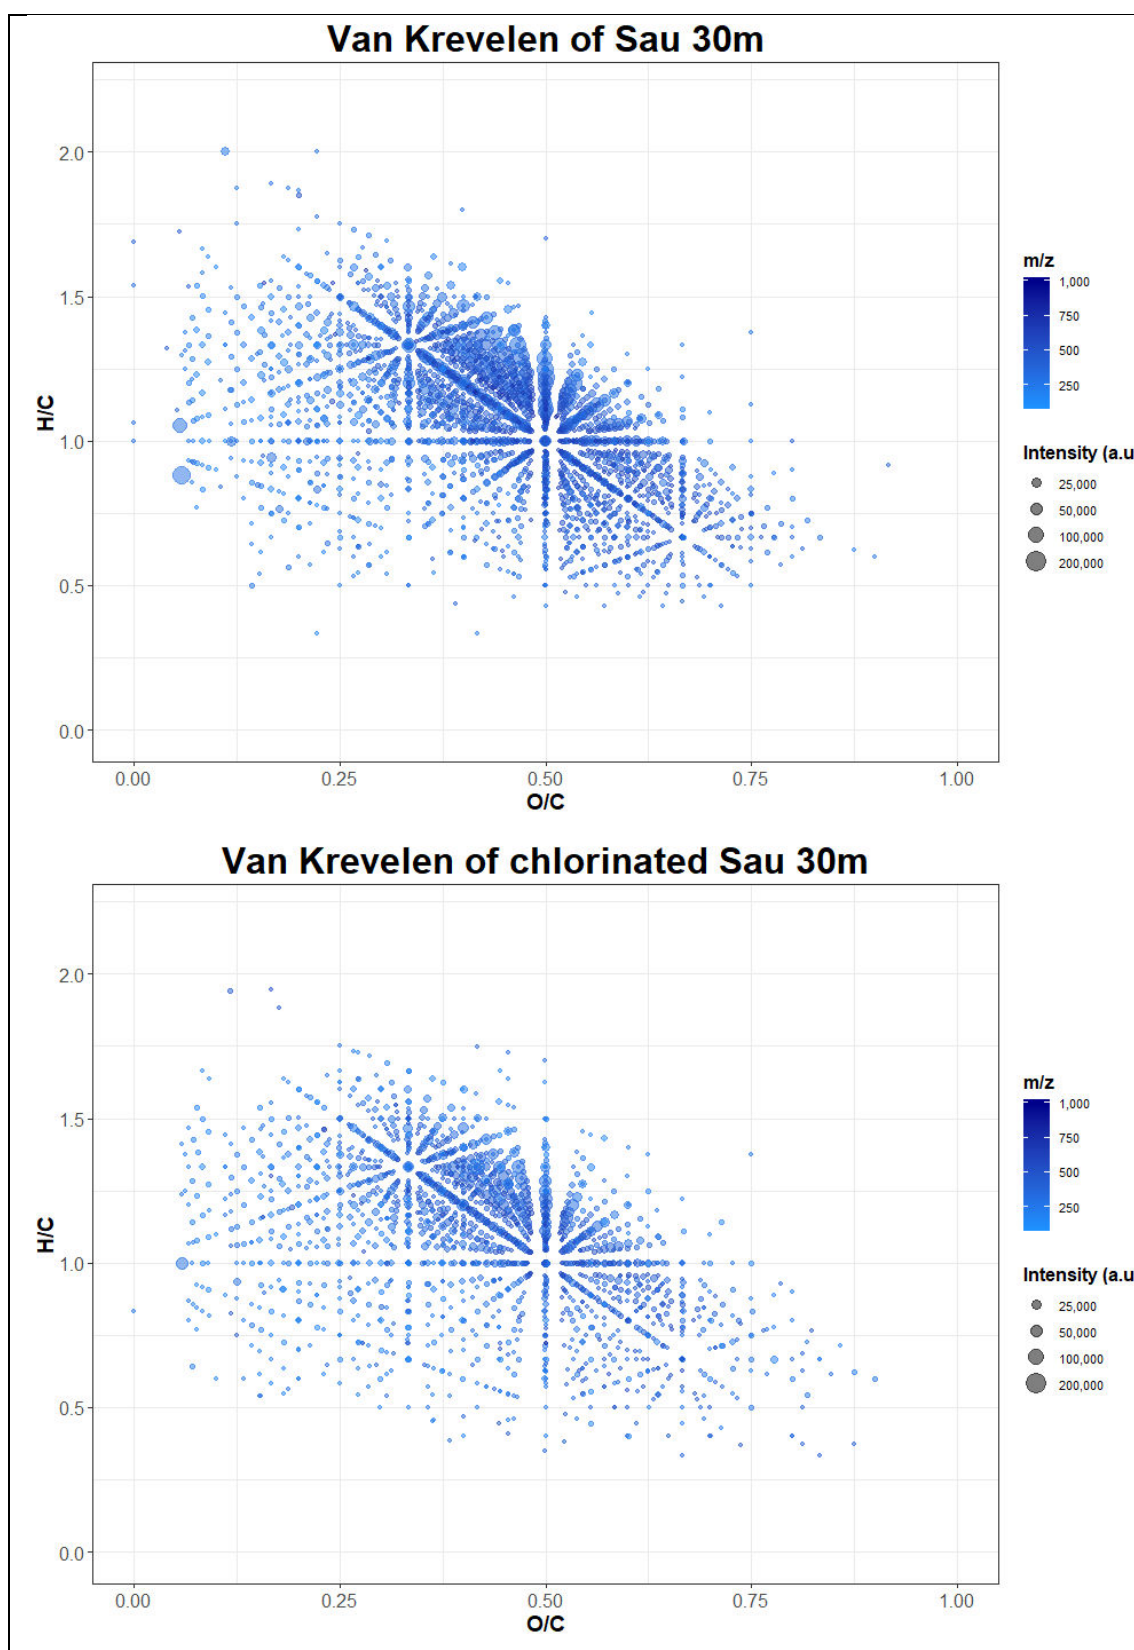 Van Krevelen of Sau 30m
2.0
1.5
1.0
0.5
0.0
H/C
0.00 0.25 0.50 0.75 1.00
O/C
m/z
1,000
750
500
250
Intensity (a.u
25,000
50,000
100,000
200,000
Van Krevelen of chlorinated Sau 30m
2.0
1.5
1.0
0.5
0.0
H/C
0.00 0.25 0.50 0.75 1.00
O/C
m/z
1,000
750
500
250
Intensity (a.u
25,000
50,000
100,000
200,000